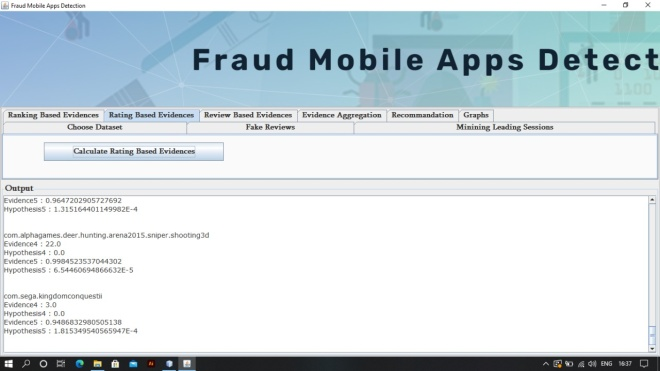 Fraud Mobile Apps Detection
Fraud Mobile Apps Detect
Ranking Based Evidences Rating Based Evidences Review Based Evidences Evidence Aggregation Recommandation Graphs
Choose Dataset Fake Reviews Minining Leading Sessions
Calculate Rating Based Evidences
Output
Evidence5 : 0.9647202905727692
Hypothesis5 : 1.315164401149982E-4
com.alphagames.deer.hunting.arena2015.sniper.shooting3d
Evidence4 : 22.0
Hypothesis4 : 0.0
Evidence5 : 0.9984523537044302
Hypothesis5 : 6.54460694866632E-5
com.sega.kingdomconquestii
Evidence4 : 3.0
Hypothesis4 : 0.0
Evidence5 : 0.9486832980505138
Hypothesis5 : 1.815349540565947E-4
ENG 16:37